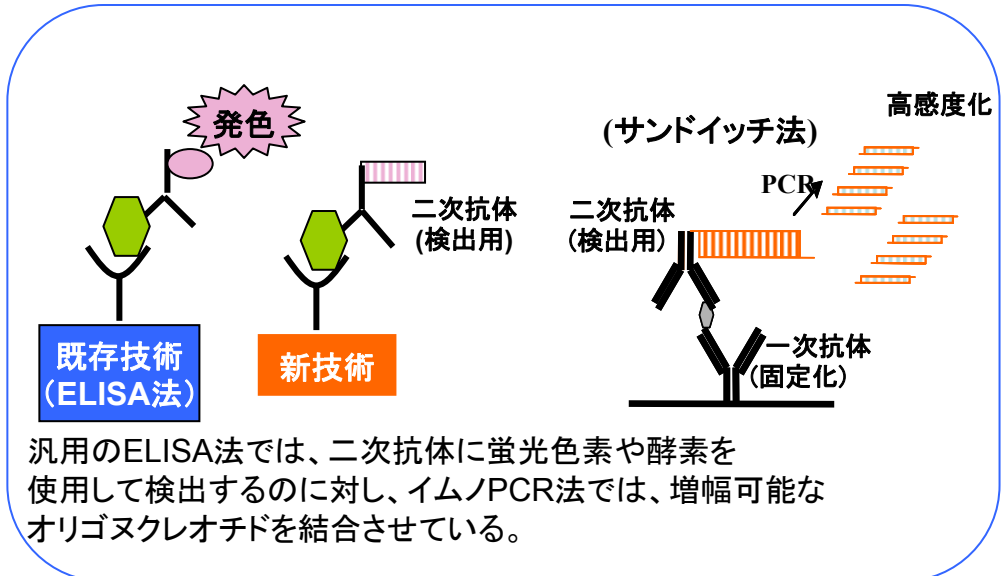 発色
高感度化
(サンドイッチ法)
PCR
二次抗体
(検出用)
二次抗体
（検出用）
一次抗体
(固定化）
既存技術
（ELISA法）
新技術
汎用のELISA法では、二次抗体に蛍光色素や酵素を
使用して検出するのに対し、イムノPCR法では、増幅可能な
オリゴヌクレオチドを結合させている。